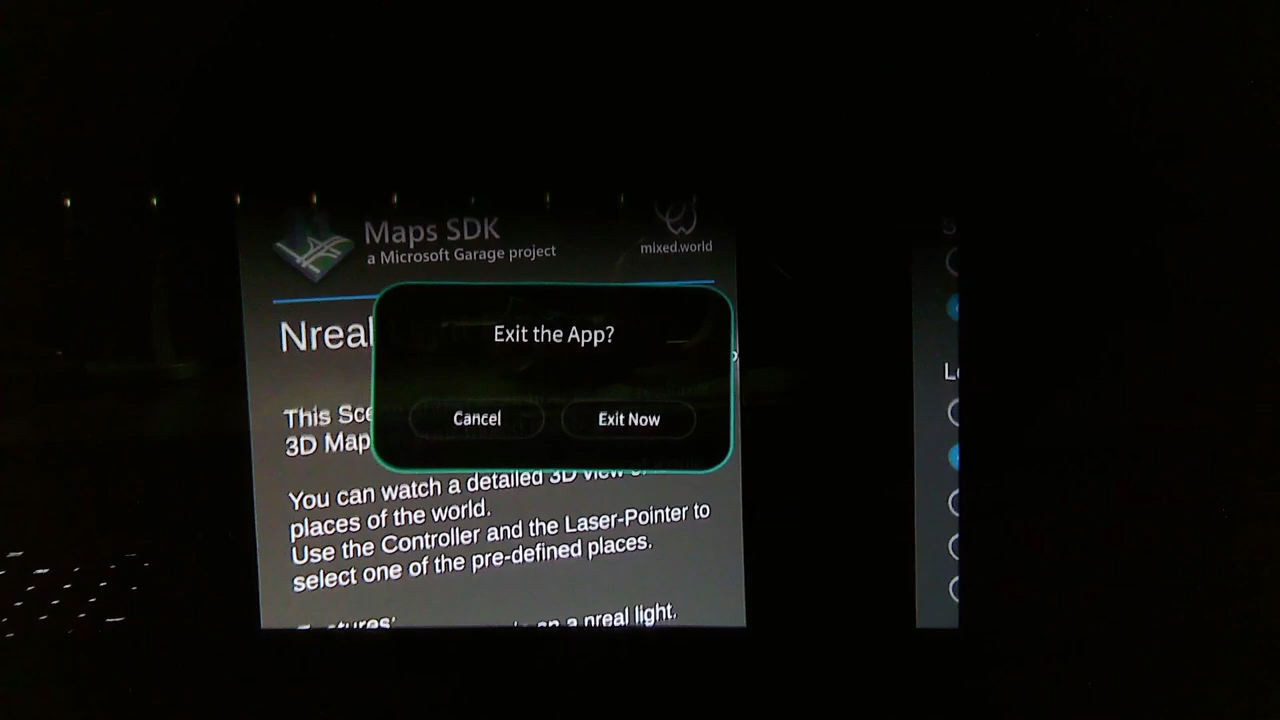 Maps SDK
a Microsoft Garage project
mixed.world
Nreal
Exit the App?
This
3D Map
Cancel
Exit Now
You can watch a detailed 3D view
places of the world.
Use the Controller and the Laser-Pointer to
select one of the pre-defined places.
nreal light.